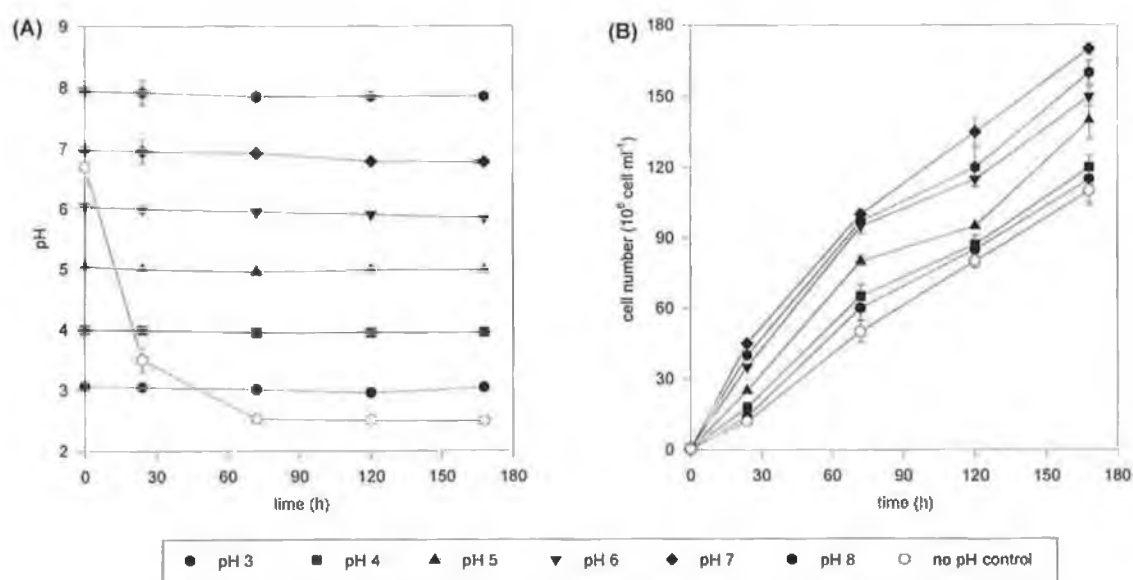 (A)
9
8
7
6
5
4
3
2
pH
0 30 60 90 120 150 180
time (h)
(B)
180
150
120
90
60
30
0
cell number (10⁶ cell ml⁻¹)
0 30 60 90 120 150 180
time (h)
pH 3 pH 4 pH 5 pH 6 pH 7 pH 8 no pH control